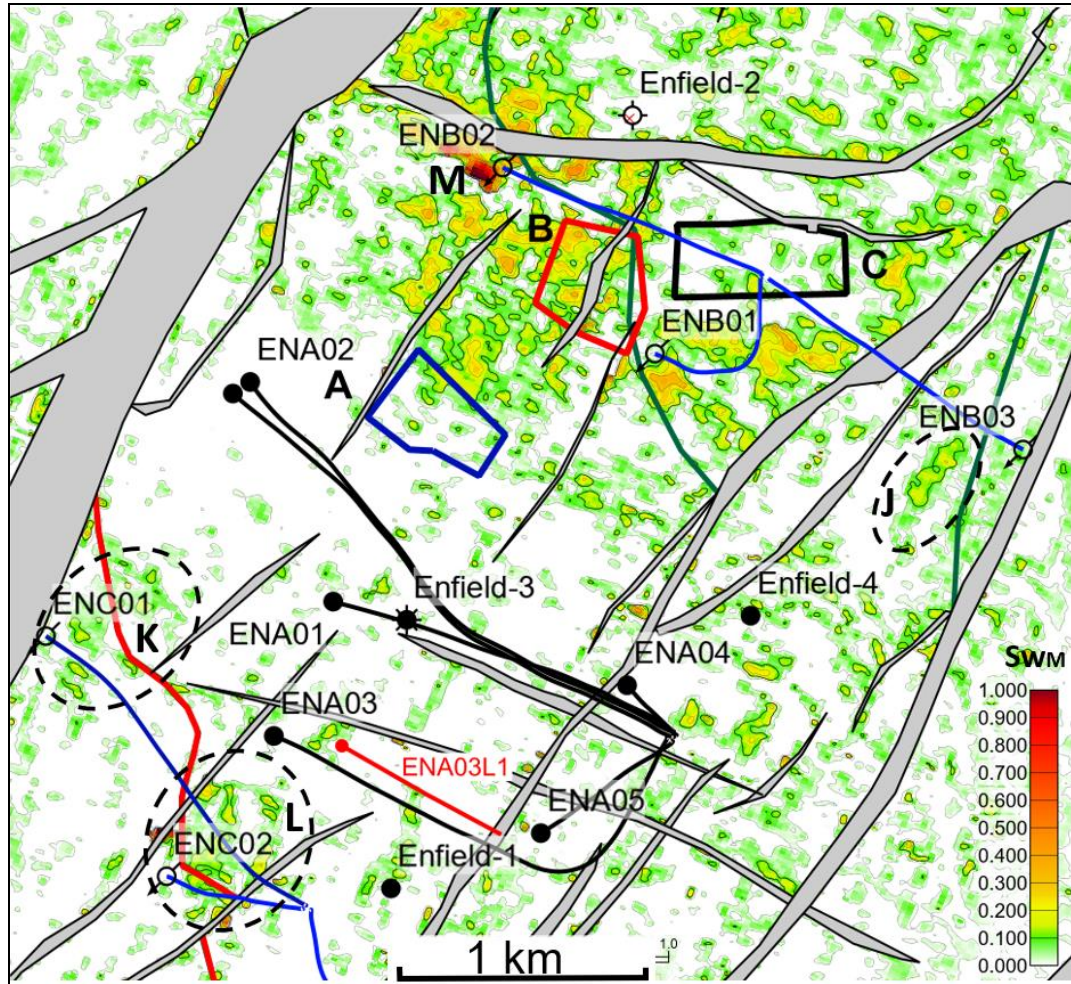 Enfield-2
ENB02
M
B
C
ENB01
ENA02
A
ENB03
J
Enfield-3
Enfield-4
ENC01
K
ENA01
ENA04
SWM
ENA03
1.000
0.900
0.800
0.700
0.600
0.500
0.400
0.300
0.200
0.100
0.000
ENA03L1
ENA05
L
ENC02
Enfield-1
1.0
1 km